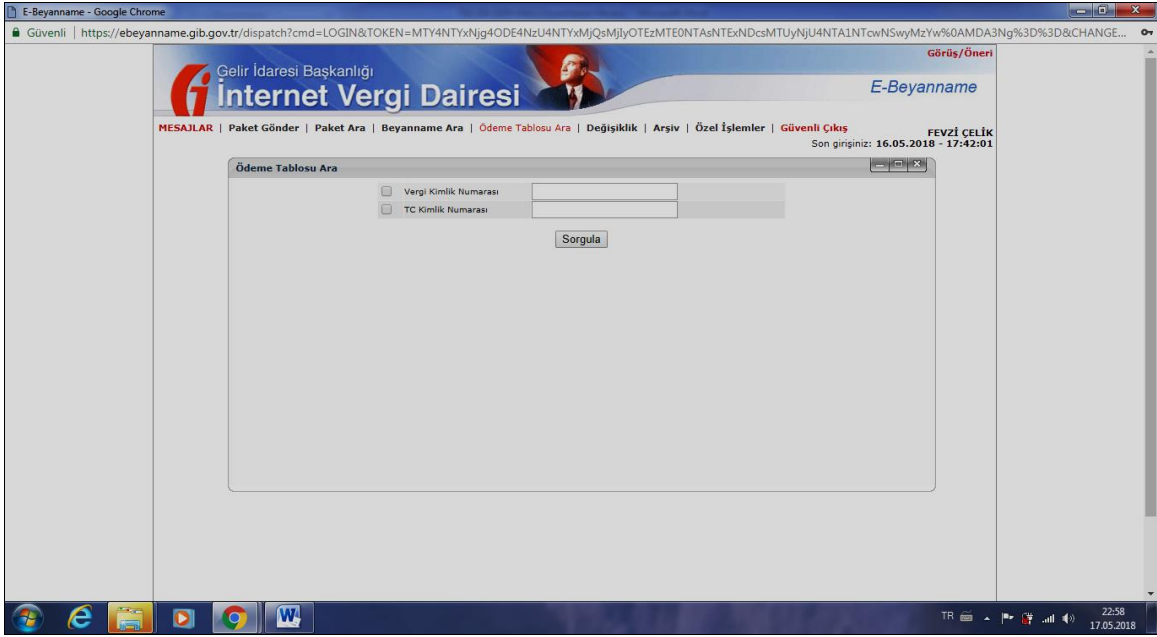 E-Beyanname - Google Chrome
Güvenli | https://ebeyanname.gib.gov.tr/dispatch?cmd=LOGIN&TOKEN=MTY4NTYxNjg4ODE4NzU4NTYxMjQsMjIyOTEzMTE0NTAsNTExNDcsMTUyNjU4NTA1NTcwNSwyMzYw%0AMDA3Ng%3D%3D&CHANGE...
Görüş/Öneri
Gelir İdaresi Başkanlığı
İnternet Vergi Dairesi
E-Beyanname
MESAJLAR | Paket Gönder | Paket Ara | Beyanname Ara | Ödeme Tablosu Ara | Değişiklik | Arşiv | Özel İşlemler | Güvenli Çıkış
FEVZİ ÇELİK
Son girişiniz: 16.05.2018 - 17:42:01
Ödeme Tablosu Ara
Vergi Kimlik Numarası
TC Kimlik Numarası
Sorgula
TR
22:58
17.05.2018